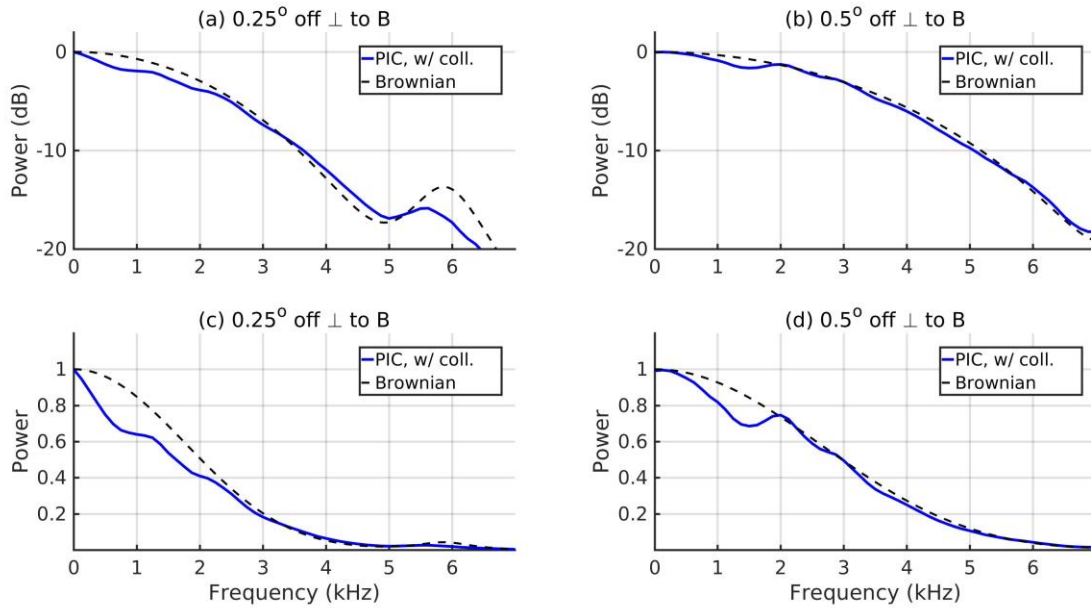 (a) 0.25° off ⊥ to B
Power (dB)
0
-10
-20
PIC, w/ coll.
Brownian
0 1 2 3 4 5 6
(b) 0.5° off ⊥ to B
Power (dB)
0
-10
-20
PIC, w/ coll.
Brownian
0 1 2 3 4 5 6
(c) 0.25° off ⊥ to B
Power
1
0.8
0.6
0.4
0.2
PIC, w/ coll.
Brownian
0 1 2 3 4 5 6
Frequency (kHz)
(d) 0.5° off ⊥ to B
Power
1
0.8
0.6
0.4
0.2
PIC, w/ coll.
Brownian
0 1 2 3 4 5 6
Frequency (kHz)